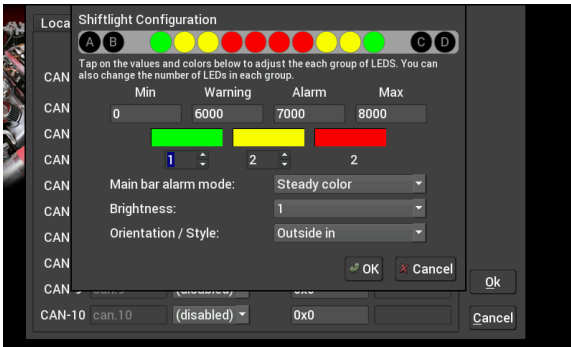 Loca
Shiftlight Configuration
A B C D
Tap on the values and colors below to adjust the each group of LEDS. You can
also change the number of LEDs in each group.
Min Warning Alarm Max
0 6000 7000 8000
1 2 2
Main bar alarm mode: Steady color
Brightness: 1
Orientation / Style: Outside in
OK Cancel
CAN
CAN
CAN
CAN
CAN
CAN
CAN
CAN
CAN (disabled) 0x0
Ok
CAN-10 can.10 (disabled) 0x0
Cancel